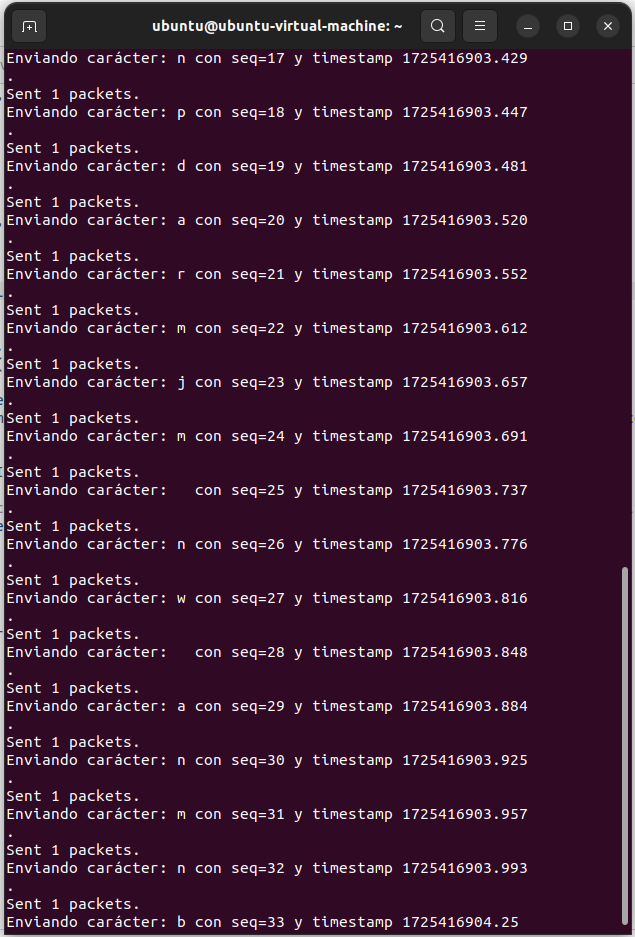 ubuntu@ubuntu-virtual-machine: ~
Enviando carácter: n con seq=17 y timestamp 1725416903.429
.
Sent 1 packets.
Enviando carácter: p con seq=18 y timestamp 1725416903.447
.
Sent 1 packets.
Enviando carácter: d con seq=19 y timestamp 1725416903.481
.
Sent 1 packets.
Enviando carácter: a con seq=20 y timestamp 1725416903.520
.
Sent 1 packets.
Enviando carácter: r con seq=21 y timestamp 1725416903.552
.
Sent 1 packets.
Enviando carácter: m con seq=22 y timestamp 1725416903.612
.
Sent 1 packets.
Enviando carácter: j con seq=23 y timestamp 1725416903.657
.
Sent 1 packets.
Enviando carácter: m con seq=24 y timestamp 1725416903.691
.
Sent 1 packets.
Enviando carácter:   con seq=25 y timestamp 1725416903.737
.
Sent 1 packets.
Enviando carácter: n con seq=26 y timestamp 1725416903.776
.
Sent 1 packets.
Enviando carácter: w con seq=27 y timestamp 1725416903.816
.
Sent 1 packets.
Enviando carácter:   con seq=28 y timestamp 1725416903.848
.
Sent 1 packets.
Enviando carácter: a con seq=29 y timestamp 1725416903.884
.
Sent 1 packets.
Enviando carácter: n con seq=30 y timestamp 1725416903.925
.
Sent 1 packets.
Enviando carácter: m con seq=31 y timestamp 1725416903.957
.
Sent 1 packets.
Enviando carácter: n con seq=32 y timestamp 1725416903.993
.
Sent 1 packets.
Enviando carácter: b con seq=33 y timestamp 1725416904.25